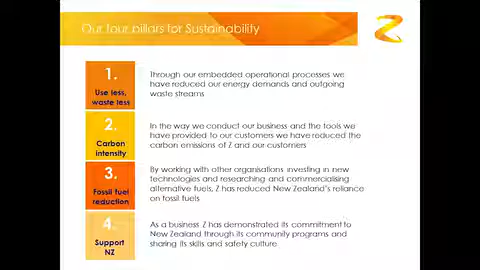 Our four pillars for Sustainability
Z
1.
Use less,
waste less
Through our embedded operational processes we
have reduced our energy demands and outgoing
waste streams
2.
Carbon
intensity
In the way we conduct our business and the tools we
have provided to our customers we have reduced the
carbon emissions of Z and our customers
3.
Fossil fuel
reduction
By working with other organisations investing in new
technologies and researching and commercialising
alternative fuels, Z has reduced New Zealand's reliance
on fossil fuels
4.
Support
NZ
As a business Z has demonstrated its commitment to
New Zealand through its community programs and
sharing its skills and safety culture